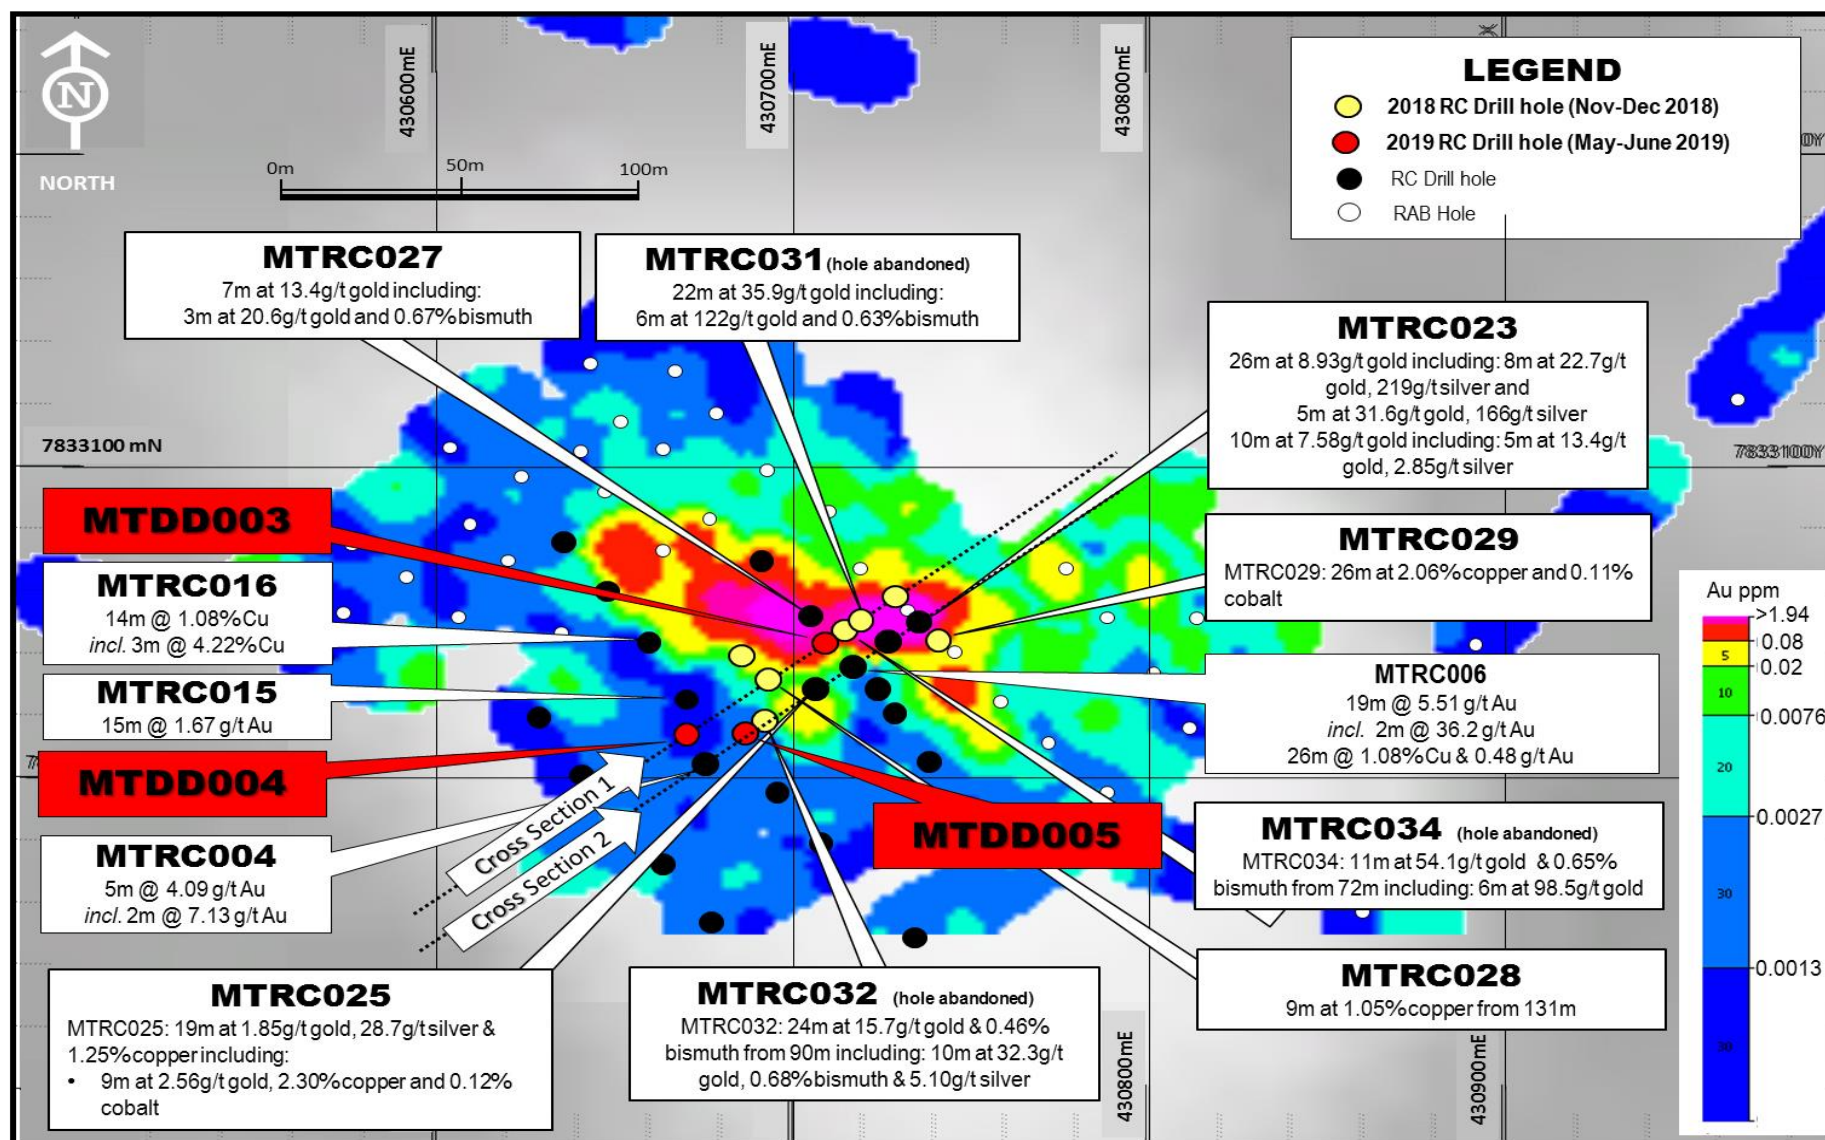 430600mE
430700mE
430800mE
N
NORTH
0m
50m
100m
LEGEND
2018 RC Drill hole (Nov-Dec 2018)
2019 RC Drill hole (May-June 2019)
RC Drill hole
RAB Hole
MTRC027
7m at 13.4g/t gold including:
3m at 20.6g/t gold and 0.67% bismuth
MTRC031 (hole abandoned)
22m at 35.9g/t gold including:
6m at 122g/t gold and 0.63% bismuth
MTRC023
26m at 8.93g/t gold including: 8m at 22.7g/t
gold, 219g/t silver and
5m at 31.6g/t gold, 166g/t silver
10m at 7.58g/t gold including: 5m at 13.4g/t
gold, 2.85g/t silver
7833100 mN
7833100Y
MTDD003
MTRC016
14m @ 1.08% Cu
incl. 3m @ 4.22% Cu
MTRC015
15m @ 1.67 g/t Au
MTDD004
MTRC004
5m @ 4.09 g/t Au
incl. 2m @ 7.13 g/t Au
MTRC029
MTRC029: 26m at 2.06% copper and 0.11%
cobalt
MTRC006
19m @ 5.51 g/t Au
incl. 2m @ 36.2 g/t Au
26m @ 1.08% Cu & 0.48 g/t Au
Cross Section 1
Cross Section 2
MTDD005
MTRC034 (hole abandoned)
MTRC034: 11m at 54.1g/t gold & 0.65%
bismuth from 72m including: 6m at 98.5g/t gold
MTRC025
MTRC025: 19m at 1.85g/t gold, 28.7g/t silver &
1.25% copper including:
• 9m at 2.56g/t gold, 2.30% copper and 0.12%
cobalt
MTRC032 (hole abandoned)
MTRC032: 24m at 15.7g/t gold & 0.46%
bismuth from 90m including: 10m at 32.3g/t
gold, 0.68% bismuth & 5.10g/t silver
MTRC028
9m at 1.05% copper from 131m
430800mE
430900mE
Au ppm
>1.94
0.08
5
0.02
10
0.0076
20
0.0027
30
0.0013
30